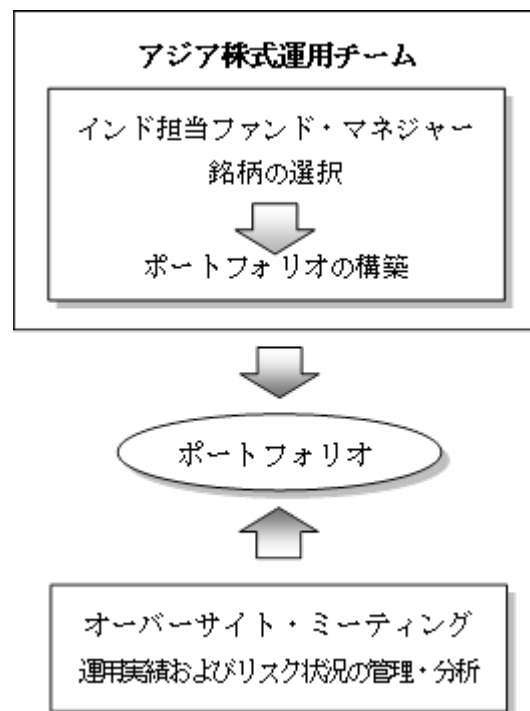 アジア株式運用チーム
インド担当ファンド・マネジャー
銘柄の選択
ポートフォリオの構築
ポートフォリオ
オーバーサイト・ミーティング
運用実績およびリスク状況の管理・分析